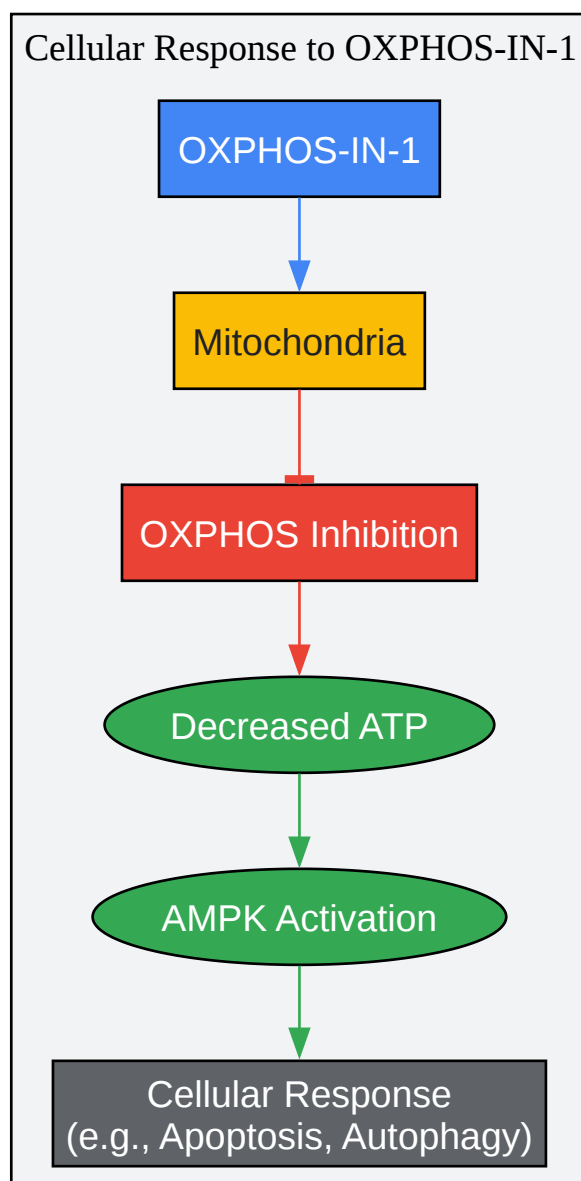 Cellular Response to OXPHOS-IN-1
OXPHOS-IN-1
Mitochondria
OXPHOS Inhibition
Decreased ATP
AMPK Activation
Cellular Response
(e.g., Apoptosis, Autophagy)